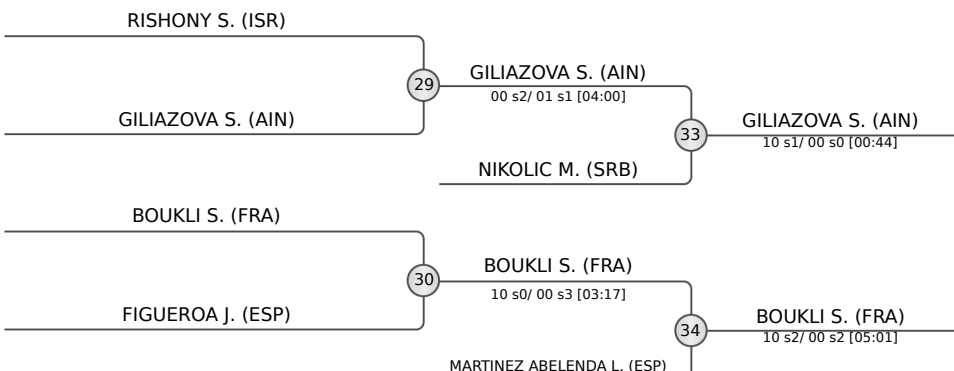 RISHONY S. (ISR)
29
GILIAZOVA S. (AIN)
00 s2/ 01 s1 [04:00]
GILIAZOVA S. (AIN)
33
GILIAZOVA S. (AIN)
10 s1/ 00 s0 [00:44]
NIKOLIC M. (SRB)
BOUKLI S. (FRA)
30
BOUKLI S. (FRA)
10 s0/ 00 s3 [03:17]
FIGUEROA J. (ESP)
34
BOUKLI S. (FRA)
10 s2/ 00 s2 [05:01]
MARTINEZ ABELENDA L. (ESP)